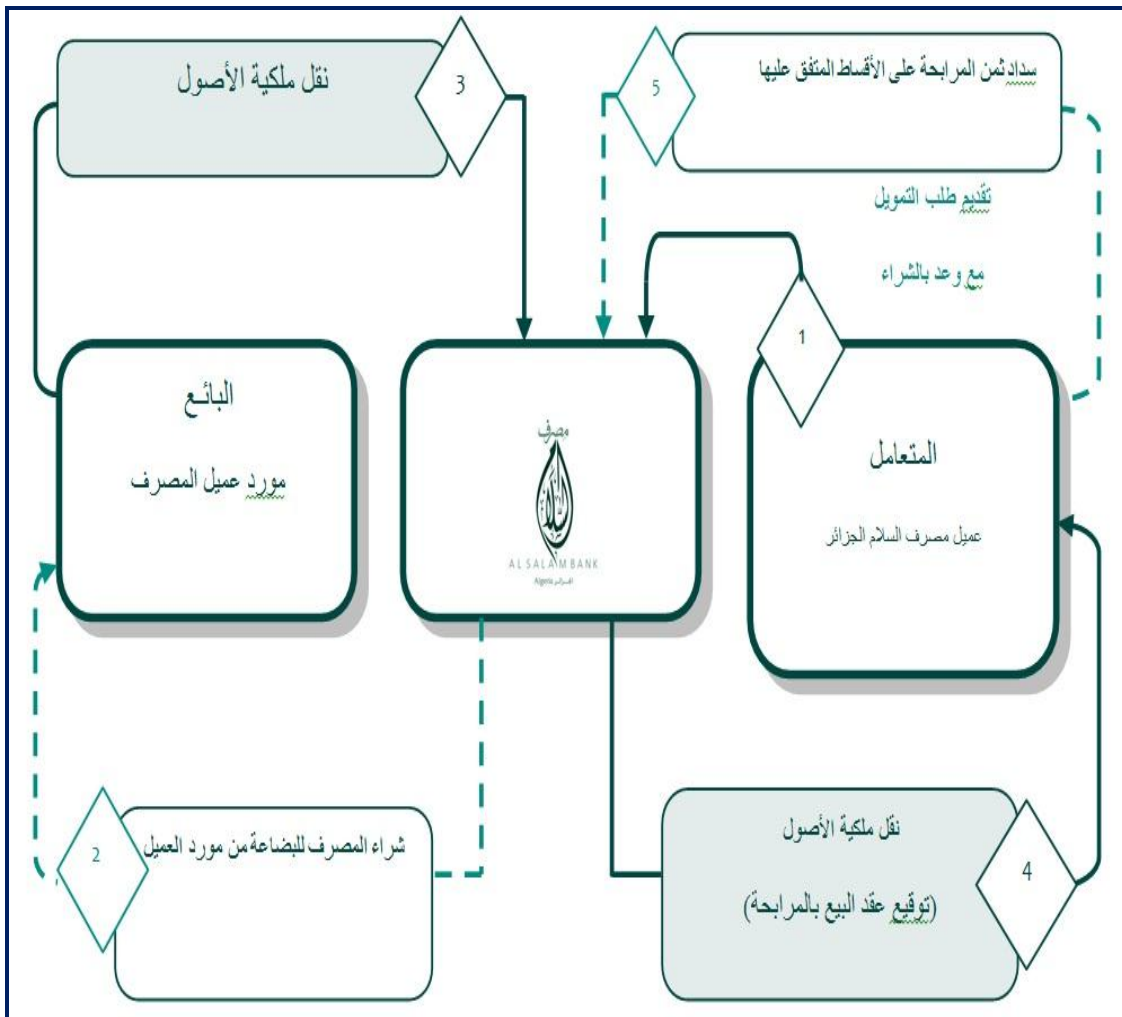 سداد ثمن المرابحة على الأقساط المتفق عليها
5
نقل ملكية الأصول
3
تقديم طلب التمويل
مع وعد بالشراء
1
المتعامل
عميل مصرف السلام الجزائر
مصرف
السلام
AL SALAM BANK
Algeria الجزائر
البائع
مورد عميل المصرف
شراء المصرف للبضاعة من مورد العميل
2
نقل ملكية الأصول
(توقيع عقد البيع بالمرابحة)
4